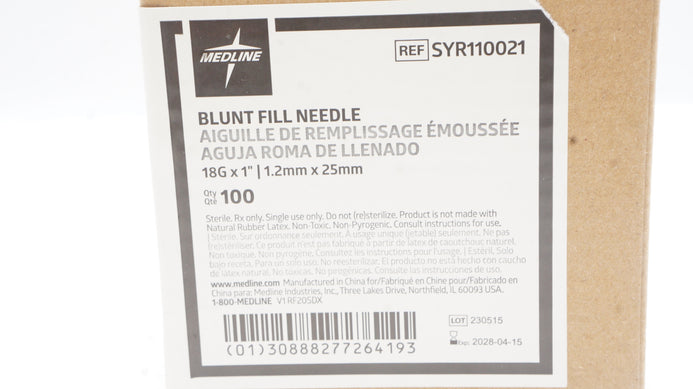 MEDLINE
REF SYR110021
BLUNT FILL NEEDLE
AIGUILLE DE REMPLISSAGE ÉMOUSSÉE
AGUJA ROMA DE LLENADO
18G x 1" | 1.2mm x 25mm
Qty
Qté 100
Sterile. Rx only. Single use only. Do not (re)sterilize. Product is not made with
Natural Rubber Latex. Non-Toxic. Non-Pyrogenic. Consult instructions for use.
| Stérile. Sur ordonnance seulement. À usage unique (jetable) seulement. Ne pas
(re)stériliser. Ce produit n'est pas fabriqué à partir de latex de caoutchouc naturel.
Non toxique. Non pyrogène. Consultez les instructions pour l'usage. | Estéril. Solo
bajo receta. Para un solo uso. No reesterilizar. El producto no está hecho con caucho
de látex natural. No tóxicas. No pirogénicas. Consulte las instrucciones de uso.
www.medline.com Manufactured in China for/Fabriqué en Chine pour/Fabricado en
China para: Medline Industries, Inc., Three Lakes Drive, Northfield, IL 60093 USA.
1-800-MEDLINE V1 RF20SDX
LOT 230515
Exp. 2028-04-15
(01)30888277264193